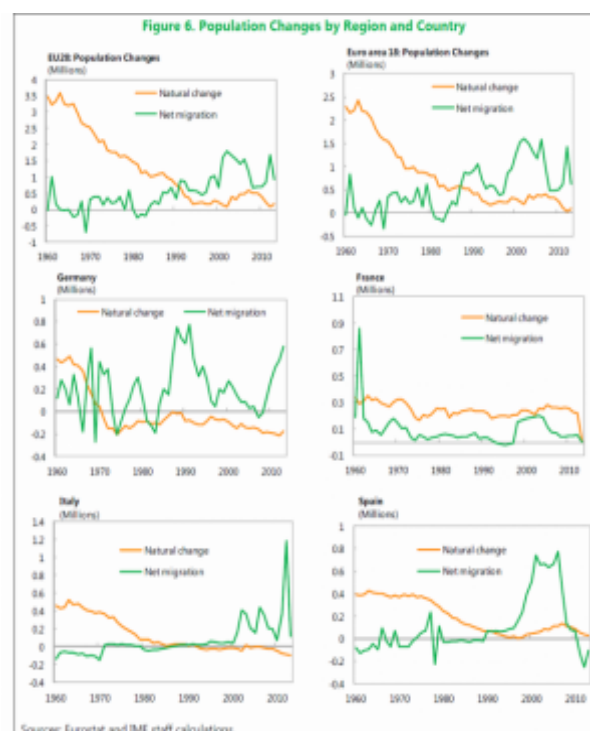 Figure 6. Population Changes by Region and Country
EU28: Population Changes
(Millions)
4
3.5
3
2.5
2
1.5
1
0.5
0
-0.5
-1
Natural change
Net migration
1960 1970 1980 1990 2000 2010
Euro area 18: Population Changes
(Millions)
3
2.5
2
1.5
1
0.5
0
-0.5
Natural change
Net migration
1960 1970 1980 1990 2000 2010
Germany
(Millions)
1
0.8
0.6
0.4
0.2
0
-0.2
-0.4
Natural change Net migration
1960 1970 1980 1990 2000 2010
France
(Millions)
1.1
0.9
0.7
0.5
0.3
0.1
-0.1
Natural change
Net migration
1960 1970 1980 1990 2000 2010
Italy
(Millions)
1.4
1.2
1
0.8
0.6
0.4
0.2
0
-0.2
-0.4
Natural change
Net migration
1960 1970 1980 1990 2000 2010
Spain
(Millions)
1
0.8
0.6
0.4
0.2
0
-0.2
-0.4
Natural change
Net migration
1960 1970 1980 1990 2000 2010
Sources: Eurostat and IMF staff calculations